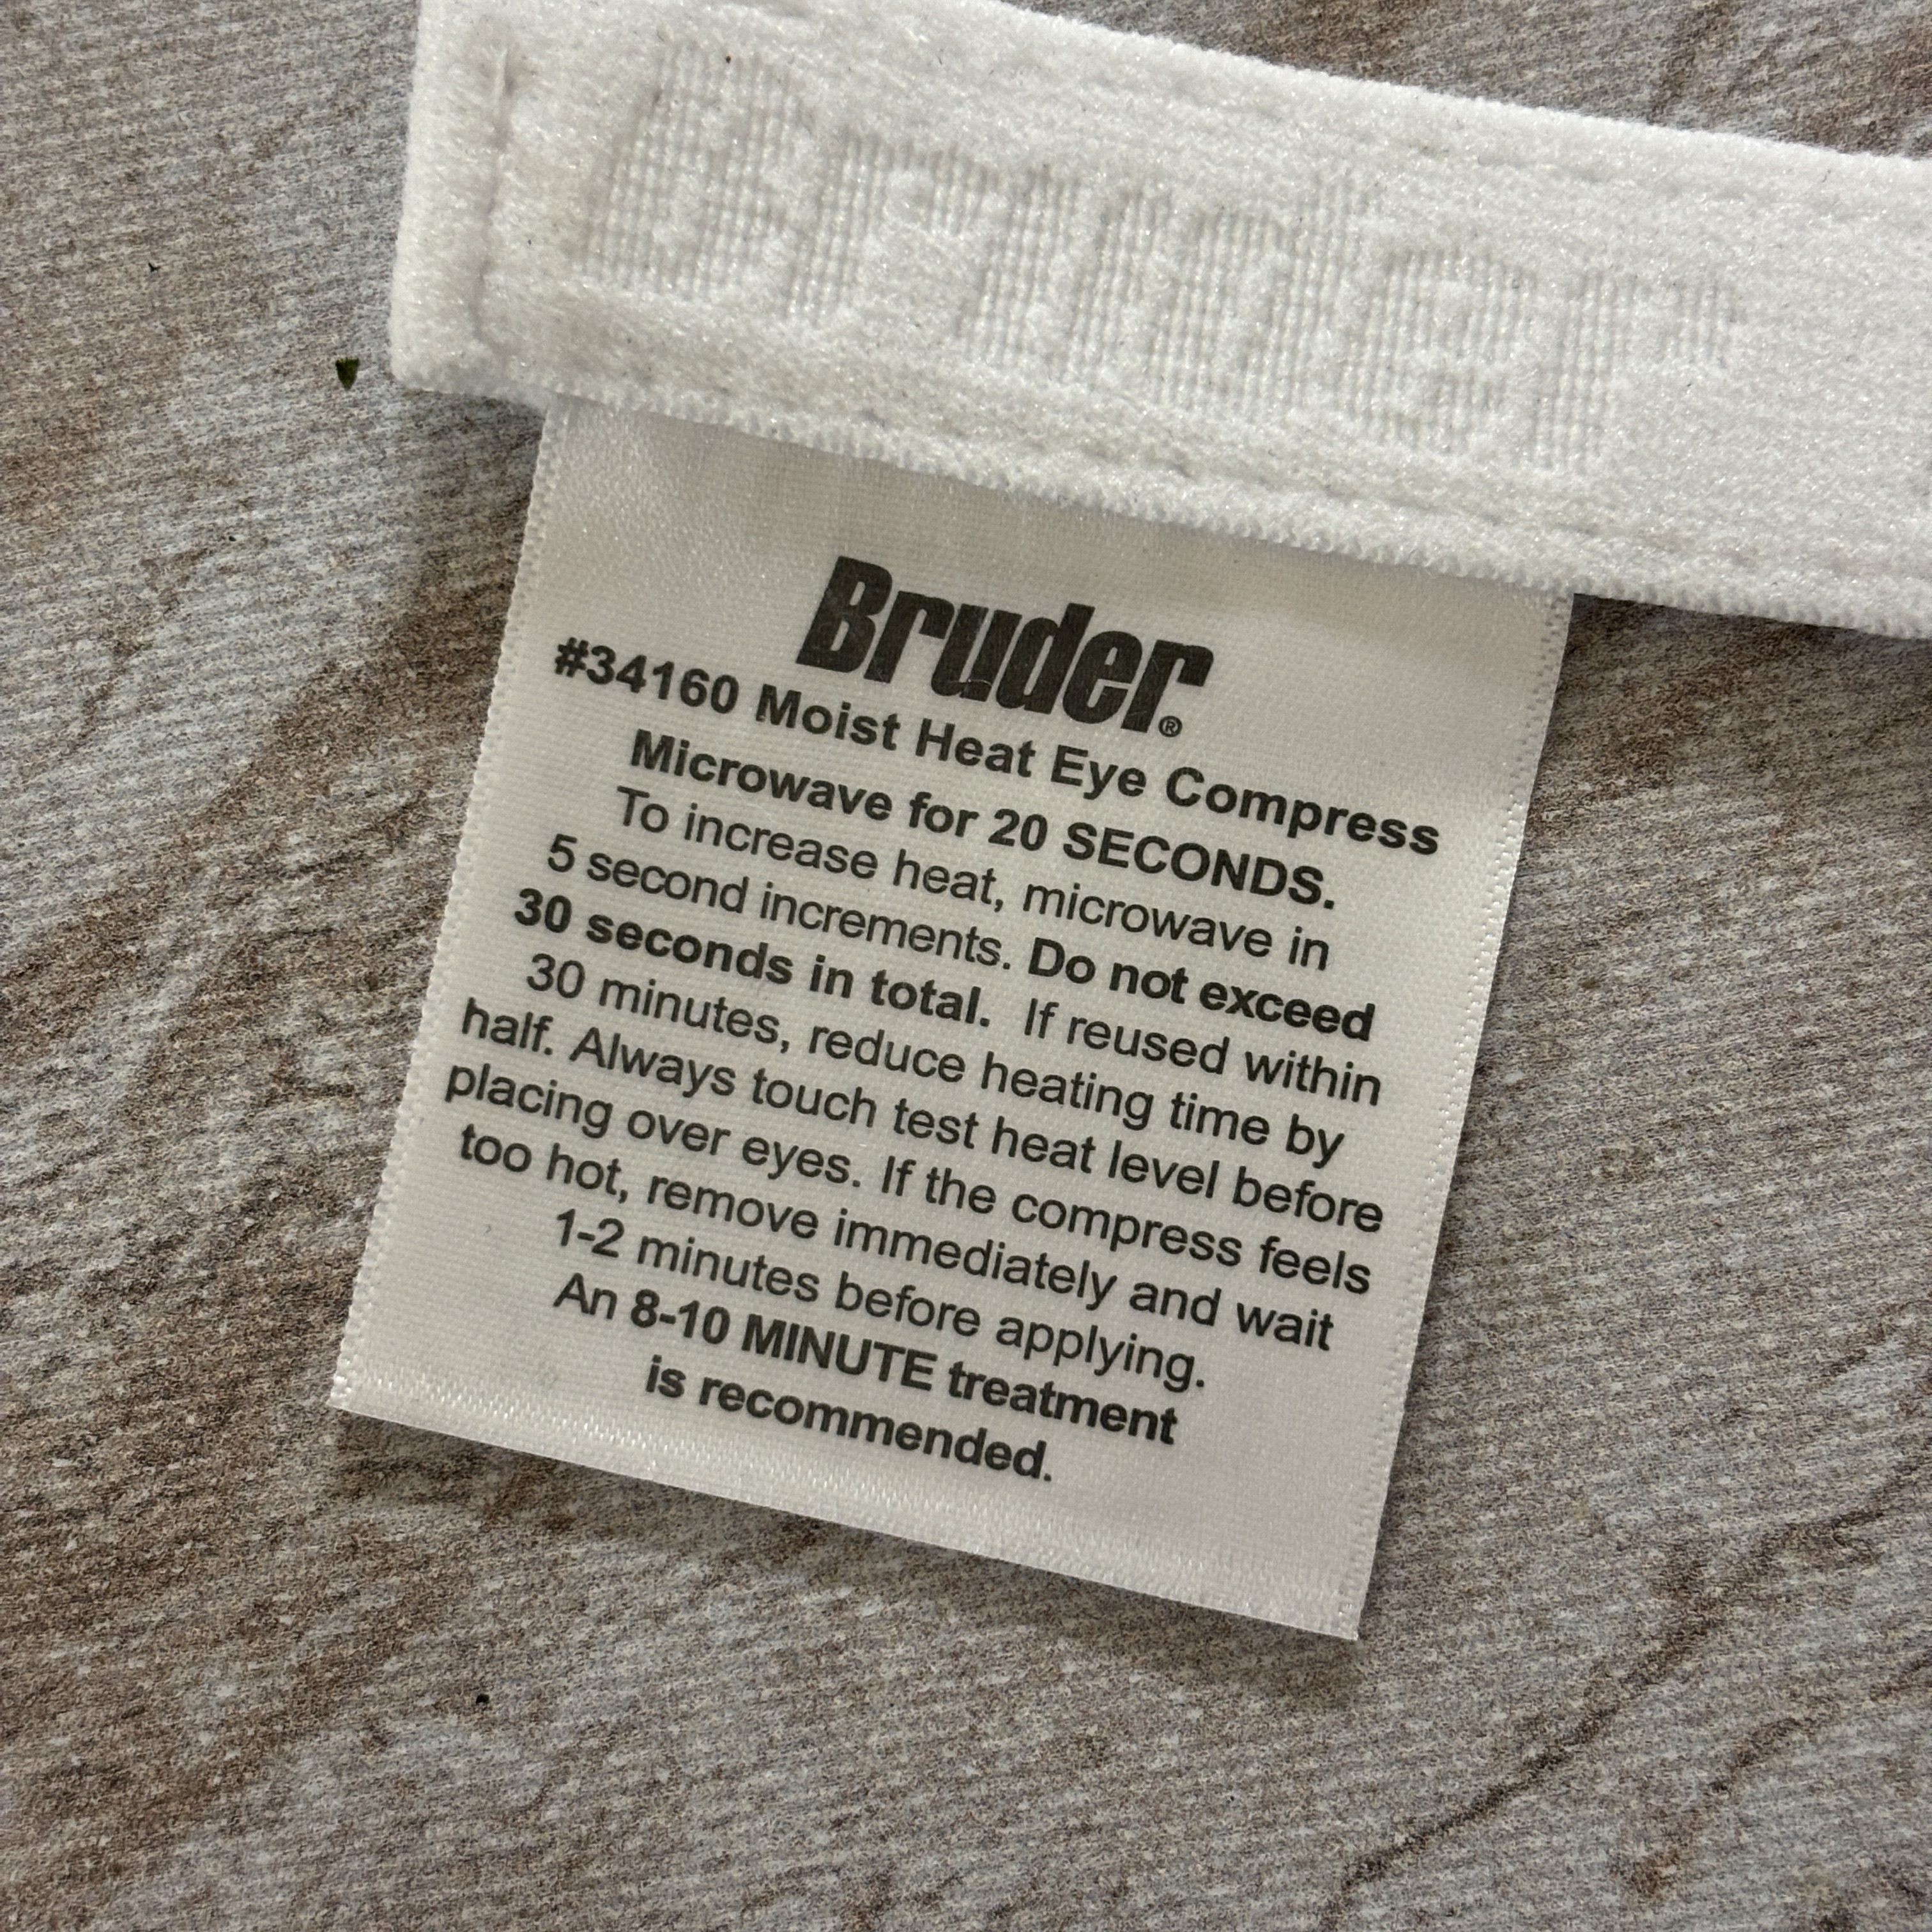 Bruder
Bruder®
#34160 Moist Heat Eye Compress
Microwave for 20 SECONDS.
To increase heat, microwave in
5 second increments. Do not exceed
30 seconds in total. If reused within
30 minutes, reduce heating time by
half. Always touch test heat level before
placing over eyes. If the compress feels
too hot, remove immediately and wait
1-2 minutes before applying.
An 8-10 MINUTE treatment
is recommended.